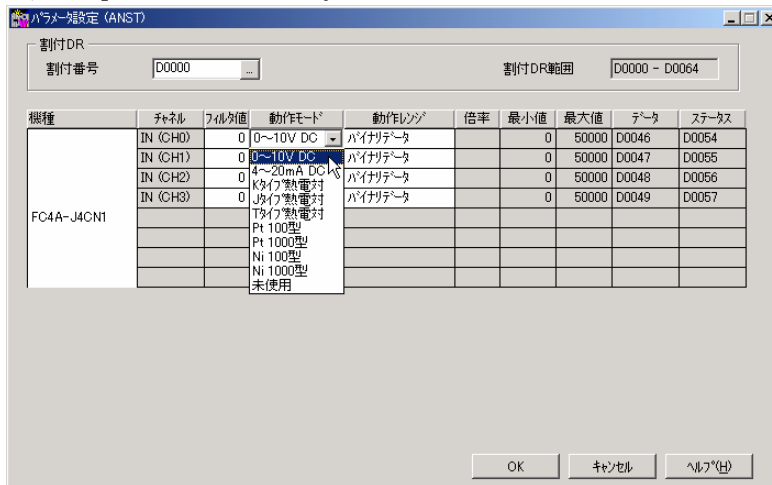 パラメータ設定 (ANST)
割付DR
割付番号 D0000 ... 割付DR範囲 D0000 - D0064
機種 チャネル フィルタ値 動作モード 動作レンジ 倍率 最小値 最大値 データ ステータス
IN (CH0) 0 0～10V DC バイナリデータ 0 50000 D0046 D0054
IN (CH1) 0 バイナリデータ 0 50000 D0047 D0055
IN (CH2) 0 バイナリデータ 0 50000 D0048 D0056
IN (CH3) 0 バイナリデータ 0 50000 D0049 D0057
FC4A-J4CN1
0～10V DC
4～20mA DC
Kタイプ熱電対
Jタイプ熱電対
Tタイプ熱電対
Pt 100型
Pt 1000型
Ni 100型
Ni 1000型
未使用
OK キャンセル ヘルプ(H)